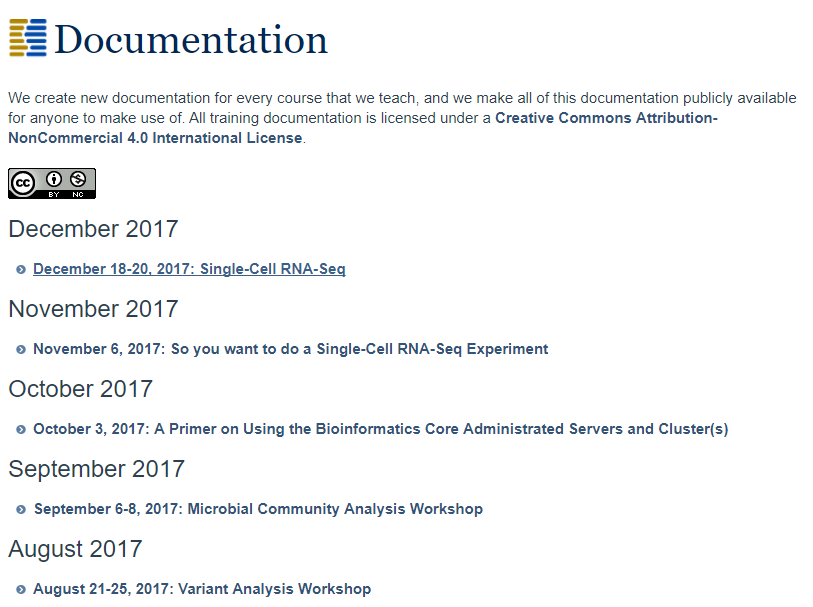 Documentation
We create new documentation for every course that we teach, and we make all of this documentation publicly available
for anyone to make use of. All training documentation is licensed under a Creative Commons Attribution-
NonCommercial 4.0 International License.
cc BY NC
December 2017
December 18-20, 2017: Single-Cell RNA-Seq
November 2017
November 6, 2017: So you want to do a Single-Cell RNA-Seq Experiment
October 2017
October 3, 2017: A Primer on Using the Bioinformatics Core Administrated Servers and Cluster(s)
September 2017
September 6-8, 2017: Microbial Community Analysis Workshop
August 2017
August 21-25, 2017: Variant Analysis Workshop